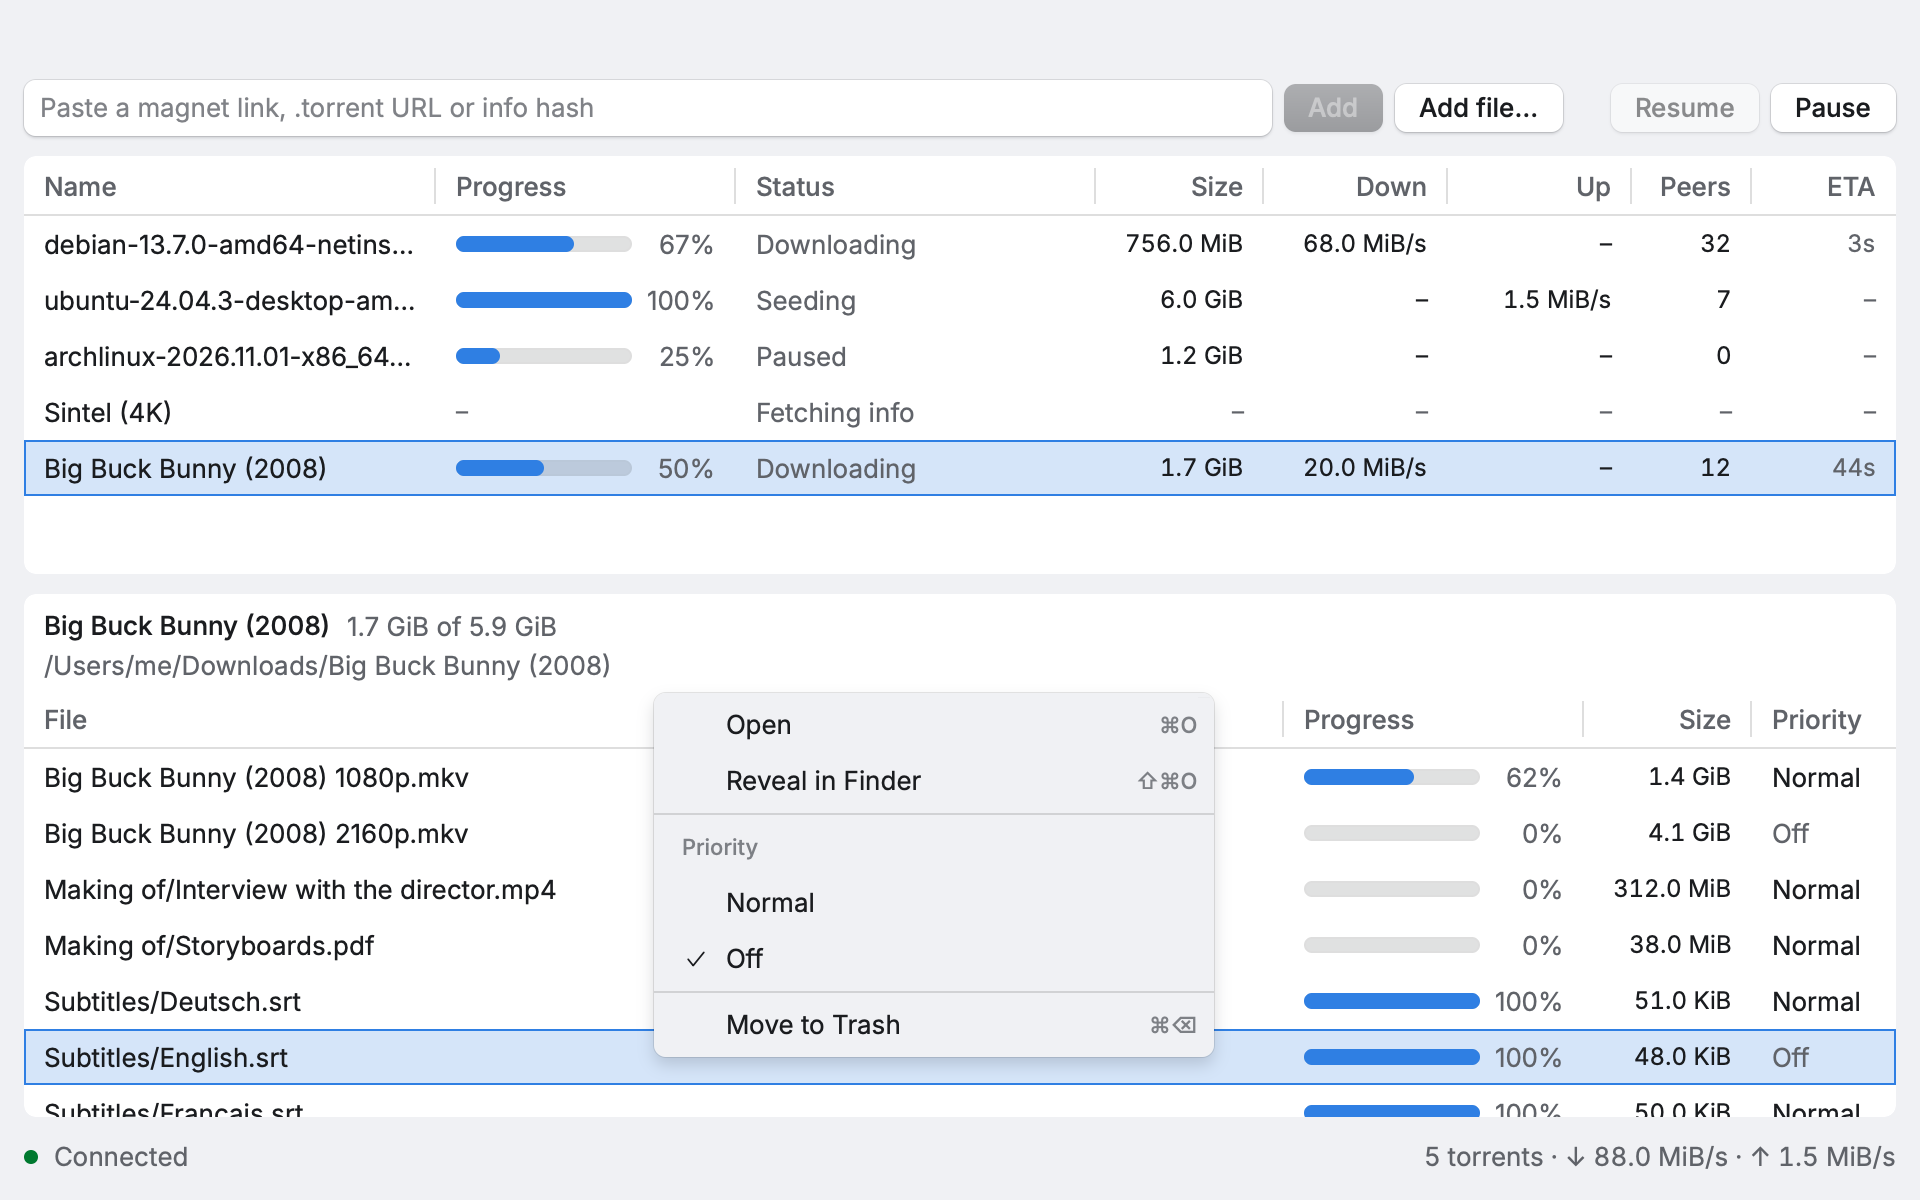 Paste a magnet link, .torrent URL or info hash Add Add file... Resume Pause
Name Progress Status Size Down Up Peers ETA
debian-13.7.0-amd64-netins... 67% Downloading 756.0 MiB 68.0 MiB/s – 32 3s
ubuntu-24.04.3-desktop-am... 100% Seeding 6.0 GiB – 1.5 MiB/s 7 –
archlinux-2026.11.01-x86_64... 25% Paused 1.2 GiB – – 0 –
Sintel (4K) – Fetching info – – – – –
Big Buck Bunny (2008) 50% Downloading 1.7 GiB 20.0 MiB/s – 12 44s
Big Buck Bunny (2008) 1.7 GiB of 5.9 GiB
/Users/me/Downloads/Big Buck Bunny (2008)
File Progress Size Priority
Big Buck Bunny (2008) 1080p.mkv 62% 1.4 GiB Normal
Big Buck Bunny (2008) 2160p.mkv 0% 4.1 GiB Off
Making of/Interview with the director.mp4 0% 312.0 MiB Normal
Making of/Storyboards.pdf 0% 38.0 MiB Normal
Subtitles/Deutsch.srt 100% 51.0 KiB Normal
Subtitles/English.srt 100% 48.0 KiB Off
Subtitles/Français.srt 100% 50.0 KiB Normal
Open ⌘O
Reveal in Finder ⇧⌘O
Priority
Normal
✓ Off
Move to Trash ⌘⌫
Connected 5 torrents · ↓ 88.0 MiB/s · ↑ 1.5 MiB/s